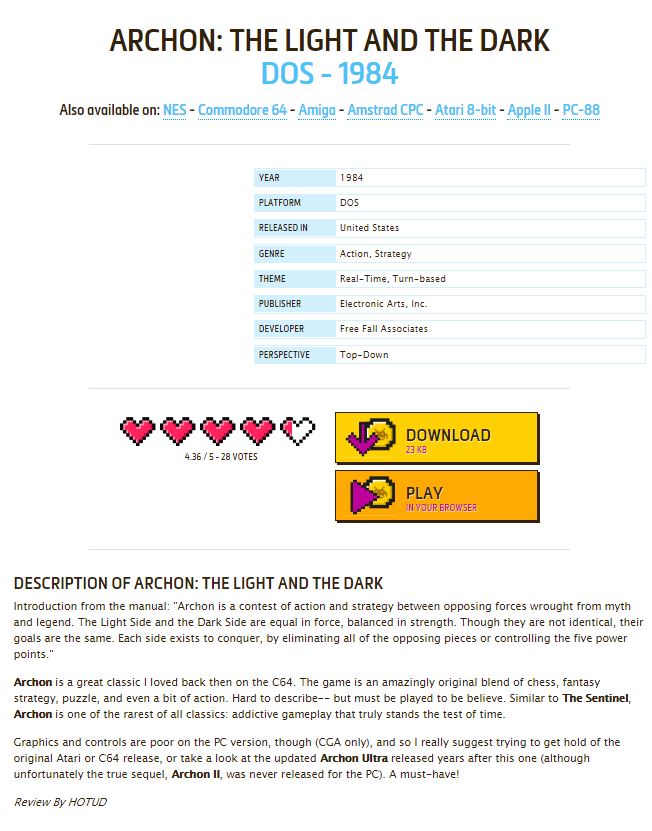 ARCHON: THE LIGHT AND THE DARK
DOS - 1984
Also available on: NES - Commodore 64 - Amiga - Amstrad CPC - Atari 8-bit - Apple II - PC-88
YEAR 1984
PLATFORM DOS
RELEASED IN United States
GENRE Action, Strategy
THEME Real-Time, Turn-based
PUBLISHER Electronic Arts, Inc.
DEVELOPER Free Fall Associates
PERSPECTIVE Top-Down
4.36 / 5 - 28 VOTES
DOWNLOAD
23 KB
PLAY
IN YOUR BROWSER
DESCRIPTION OF ARCHON: THE LIGHT AND THE DARK
Introduction from the manual: "Archon is a contest of action and strategy between opposing forces wrought from myth
and legend. The Light Side and the Dark Side are equal in force, balanced in strength. Though they are not identical, their
goals are the same. Each side exists to conquer, by eliminating all of the opposing pieces or controlling the five power
points."
Archon is a great classic I loved back then on the C64. The game is an amazingly original blend of chess, fantasy
strategy, puzzle, and even a bit of action. Hard to describe-- but must be played to be believe. Similar to The Sentinel,
Archon is one of the rarest of all classics: addictive gameplay that truly stands the test of time.
Graphics and controls are poor on the PC version, though (CGA only), and so I really suggest trying to get hold of the
original Atari or C64 release, or take a look at the updated Archon Ultra released years after this one (although
unfortunately the true sequel, Archon II, was never released for the PC). A must-have!
Review By HOTUD